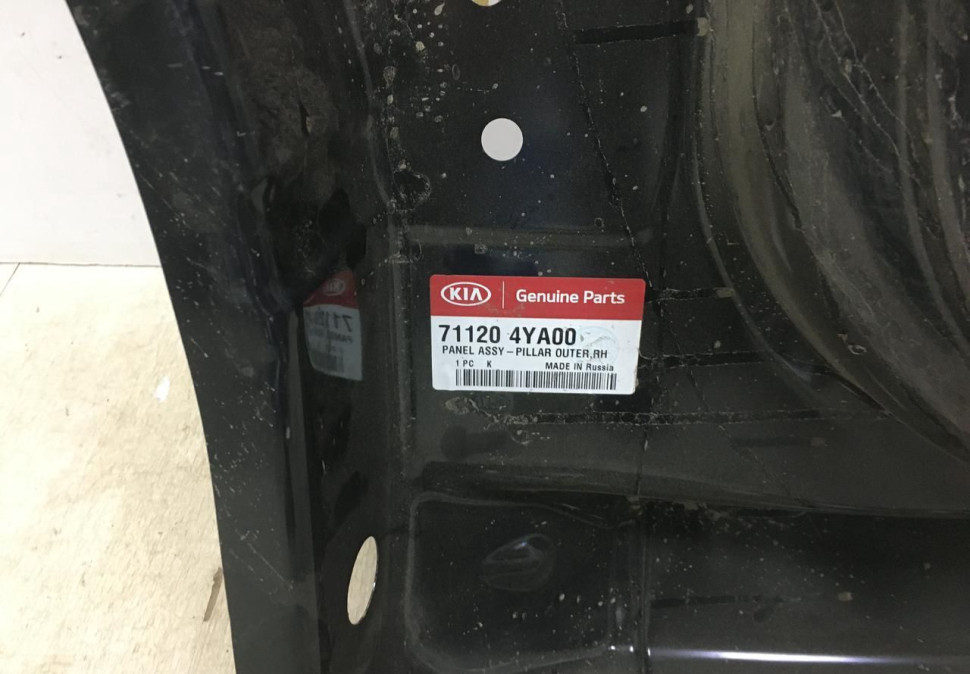 KIA Genuine Parts
71120 4YA00
PANEL ASSY-PILLAR OUTER,RH
1 PC K MADE IN Russia